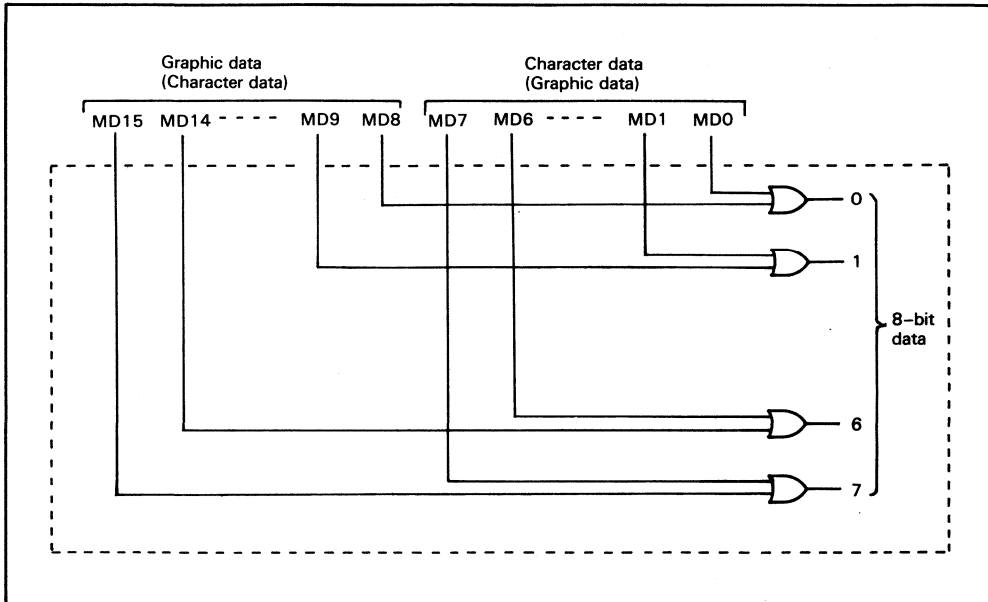 Graphic data
(Character data)
Character data
(Graphic data)
MD15 MD14 ----- MD9 MD8 MD7 MD6 ---- MD1 MD0
0
1
8-bit
data
6
7